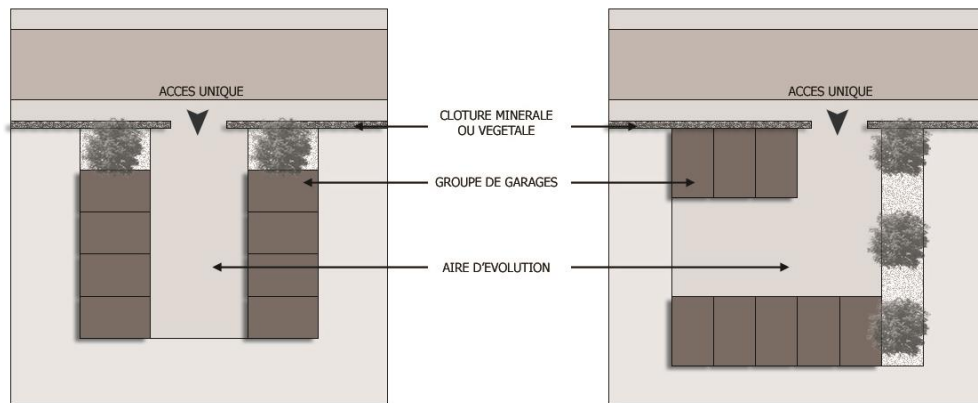 ACCES UNIQUE
ACCES UNIQUE
CLOTURE MINERALE
OU VEGETALE
GROUPE DE GARAGES
AIRE D'EVOLUTION